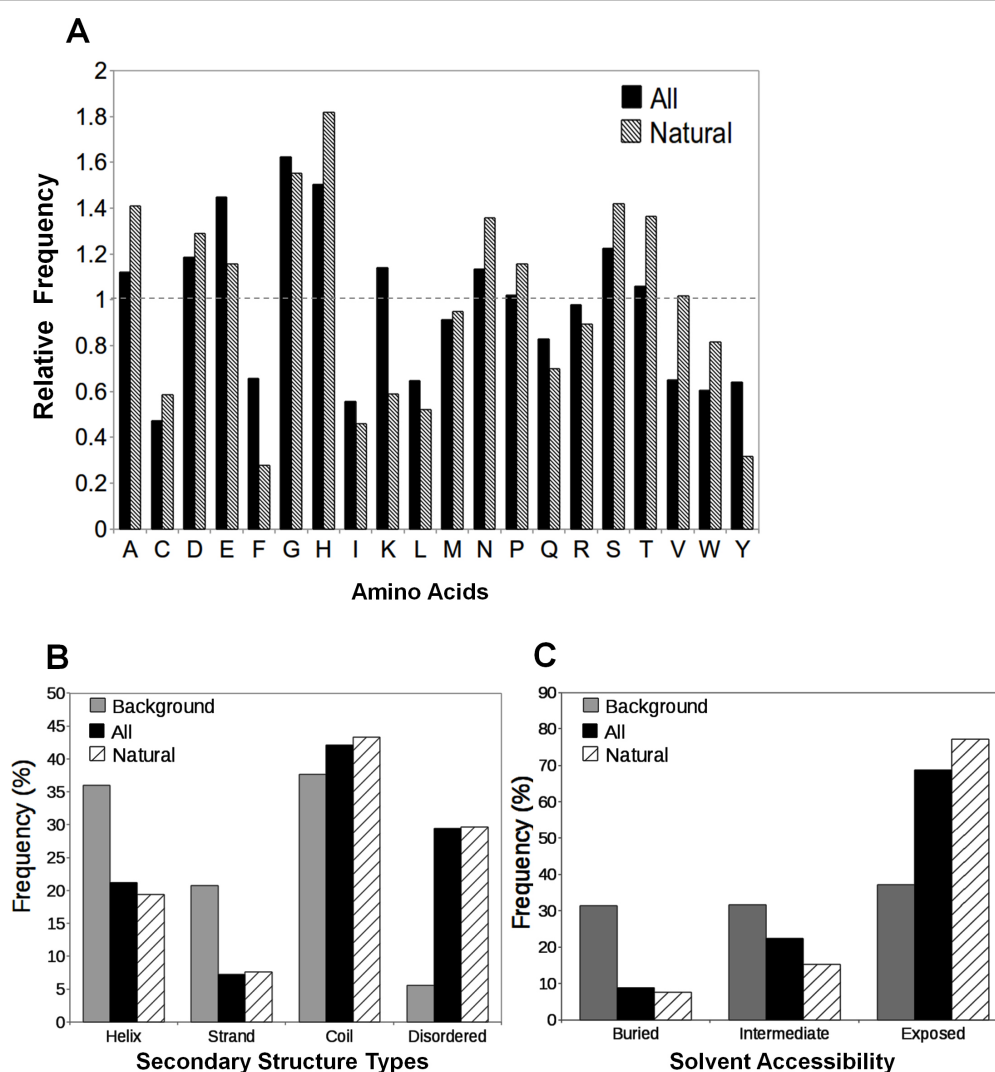 A
2
1.8
1.6
1.4
1.2
1
0.8
0.6
0.4
0.2
0
Relative Frequency
All
Natural
A C D E F G H I K L M N P Q R S T V W Y
Amino Acids
B
50
45
40
35
30
25
20
15
10
5
0
Frequency (%)
Background
All
Natural
Helix Strand Coil Disordered
Secondary Structure Types
C
90
80
70
60
50
40
30
20
10
0
Frequency (%)
Background
All
Natural
Buried Intermediate Exposed
Solvent Accessibility